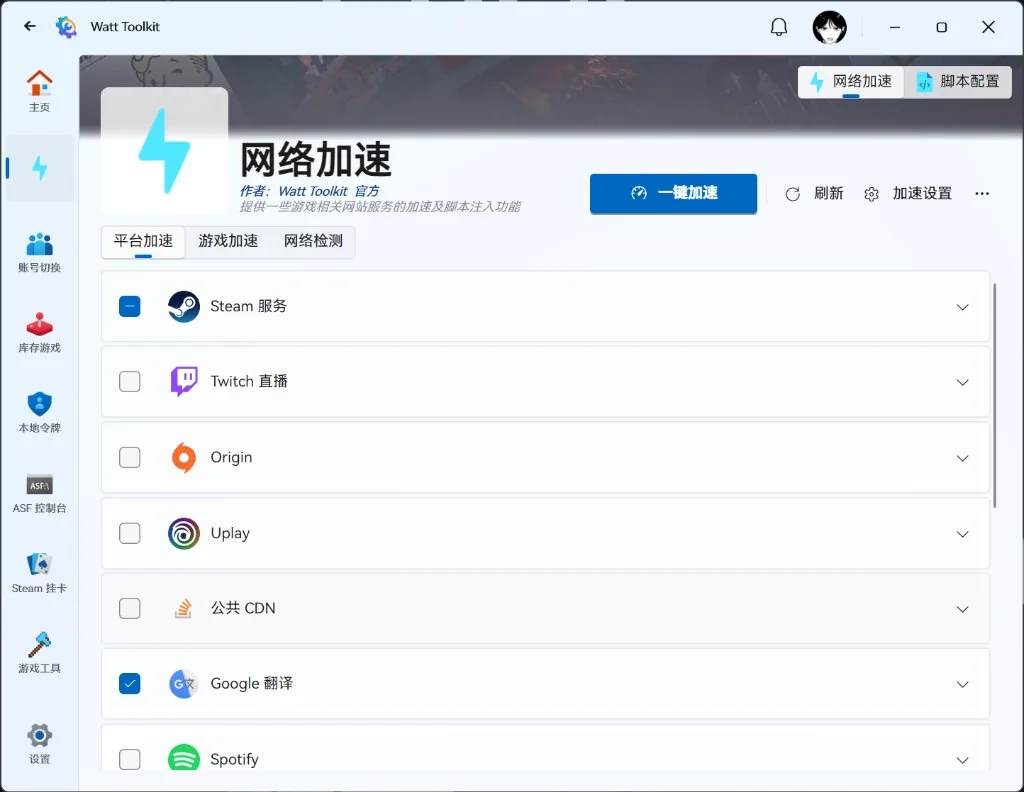 Watt Toolkit
网络加速
脚本配置
主页
账号切换
库存游戏
本地令牌
ASF:\
ASF 控制台
Steam 挂卡
游戏工具
设置
网络加速
作者: Watt Toolkit 官方
提供一些游戏相关网站服务的加速及脚本注入功能
一键加速
刷新
加速设置
平台加速
游戏加速
网络检测
Steam 服务
Twitch 直播
Origin
Uplay
公共 CDN
Google 翻译
Spotify